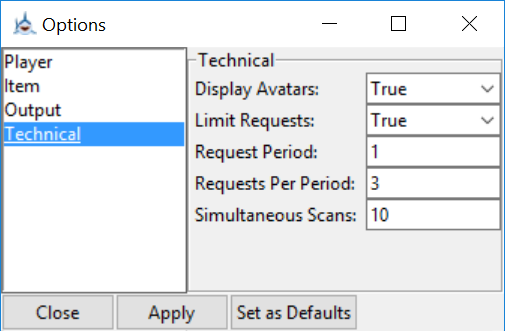 Options
Player
Item
Output
Technical
Technical
Display Avatars: True
Limit Requests: True
Request Period: 1
Requests Per Period: 3
Simultaneous Scans: 10
Close Apply Set as Defaults